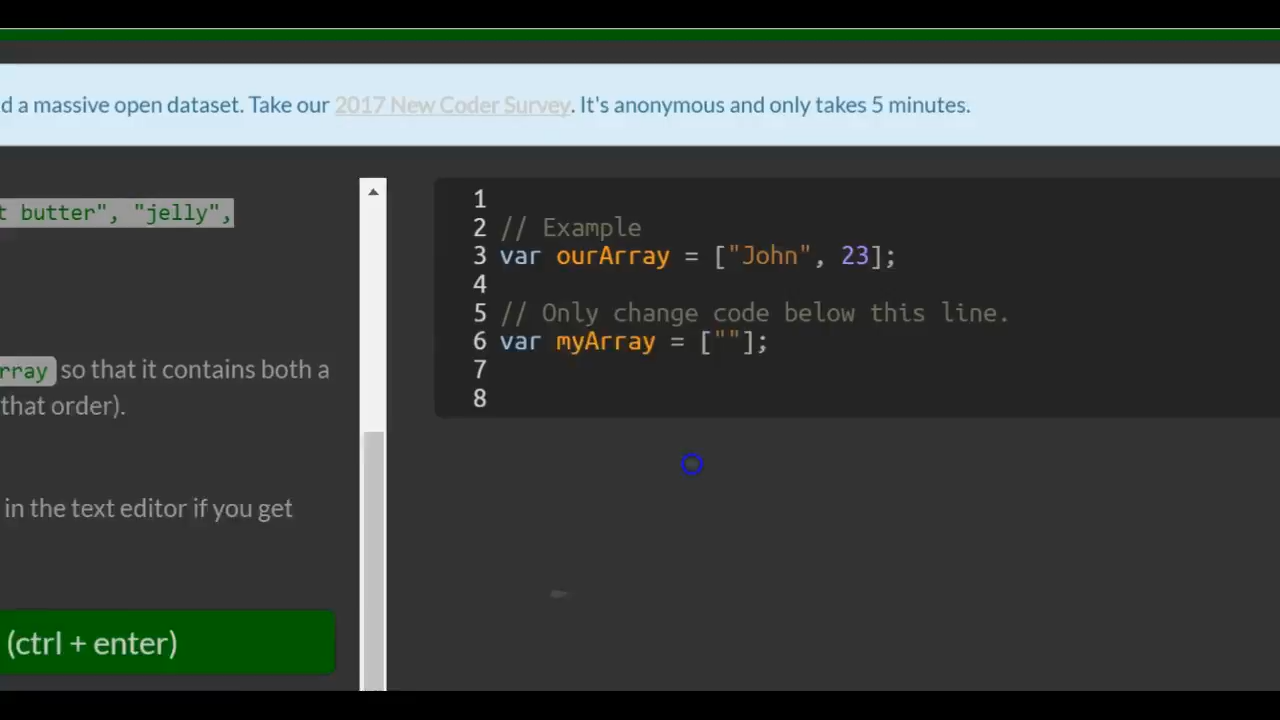 d a massive open dataset. Take our 2017 New Coder Survey. It's anonymous and only takes 5 minutes.
t butter", "jelly",
rray so that it contains both a
that order).
in the text editor if you get
(ctrl + enter)
1
2 // Example
3 var ourArray = ["John", 23];
4
5 // Only change code below this line.
6 var myArray = [""];
7
8